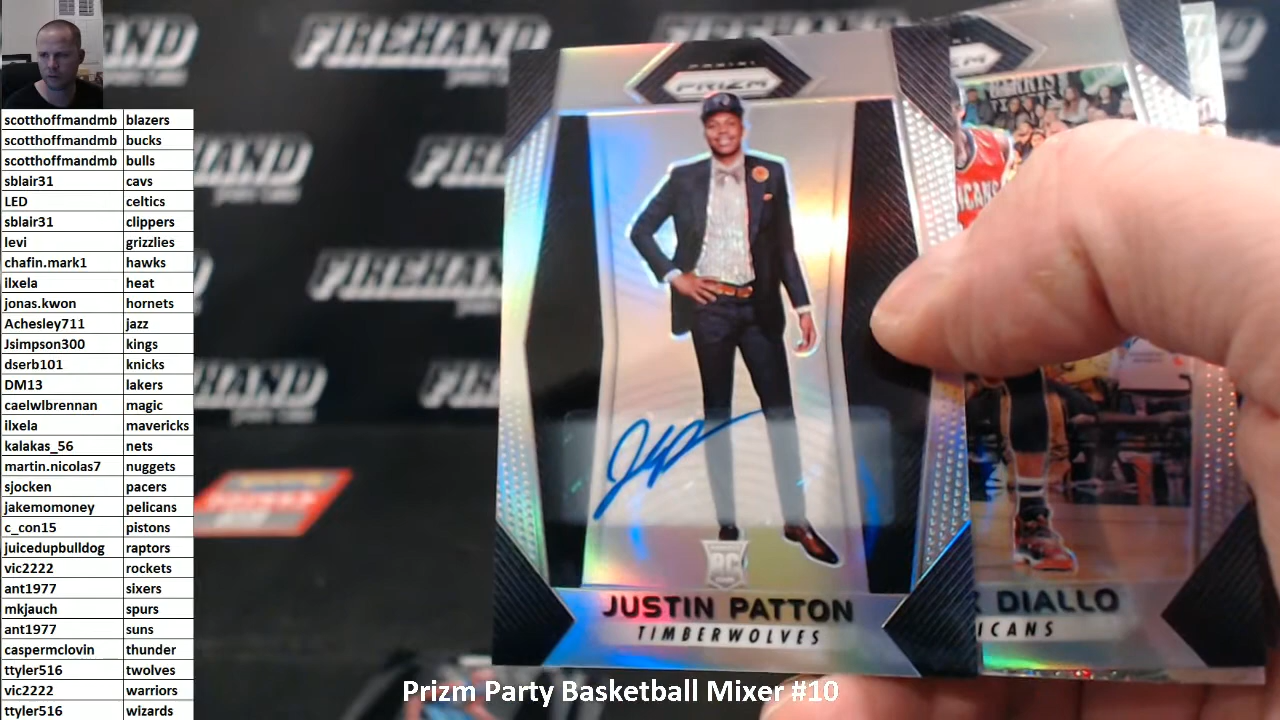 scotthoffmandmb blazers
scotthoffmandmb bucks
scotthoffmandmb bulls
sblair31 cavs
LED celtics
sblair31 clippers
levi grizzlies
chafin.mark1 hawks
ilxela heat
jonas.kwon hornets
Achesley711 jazz
Jsimpson300 kings
dserb101 knicks
DM13 lakers
caelwlbrennan magic
ilxela mavericks
kalakas_56 nets
martin.nicolas7 nuggets
sjocken pacers
jakemomoney pelicans
c_con15 pistons
juicedupbulldog raptors
vic2222 rockets
ant1977 sixers
mkjauch spurs
ant1977 suns
caspermclovin thunder
ttyler516 twolves
vic2222 warriors
ttyler516 wizards
FIREHAND
FIREHAND
PANINI
PRIZM
RC
JUSTIN PATTON
TIMBERWOLVES
DIALLO
ICANS
Prizm Party Basketball Mixer #10